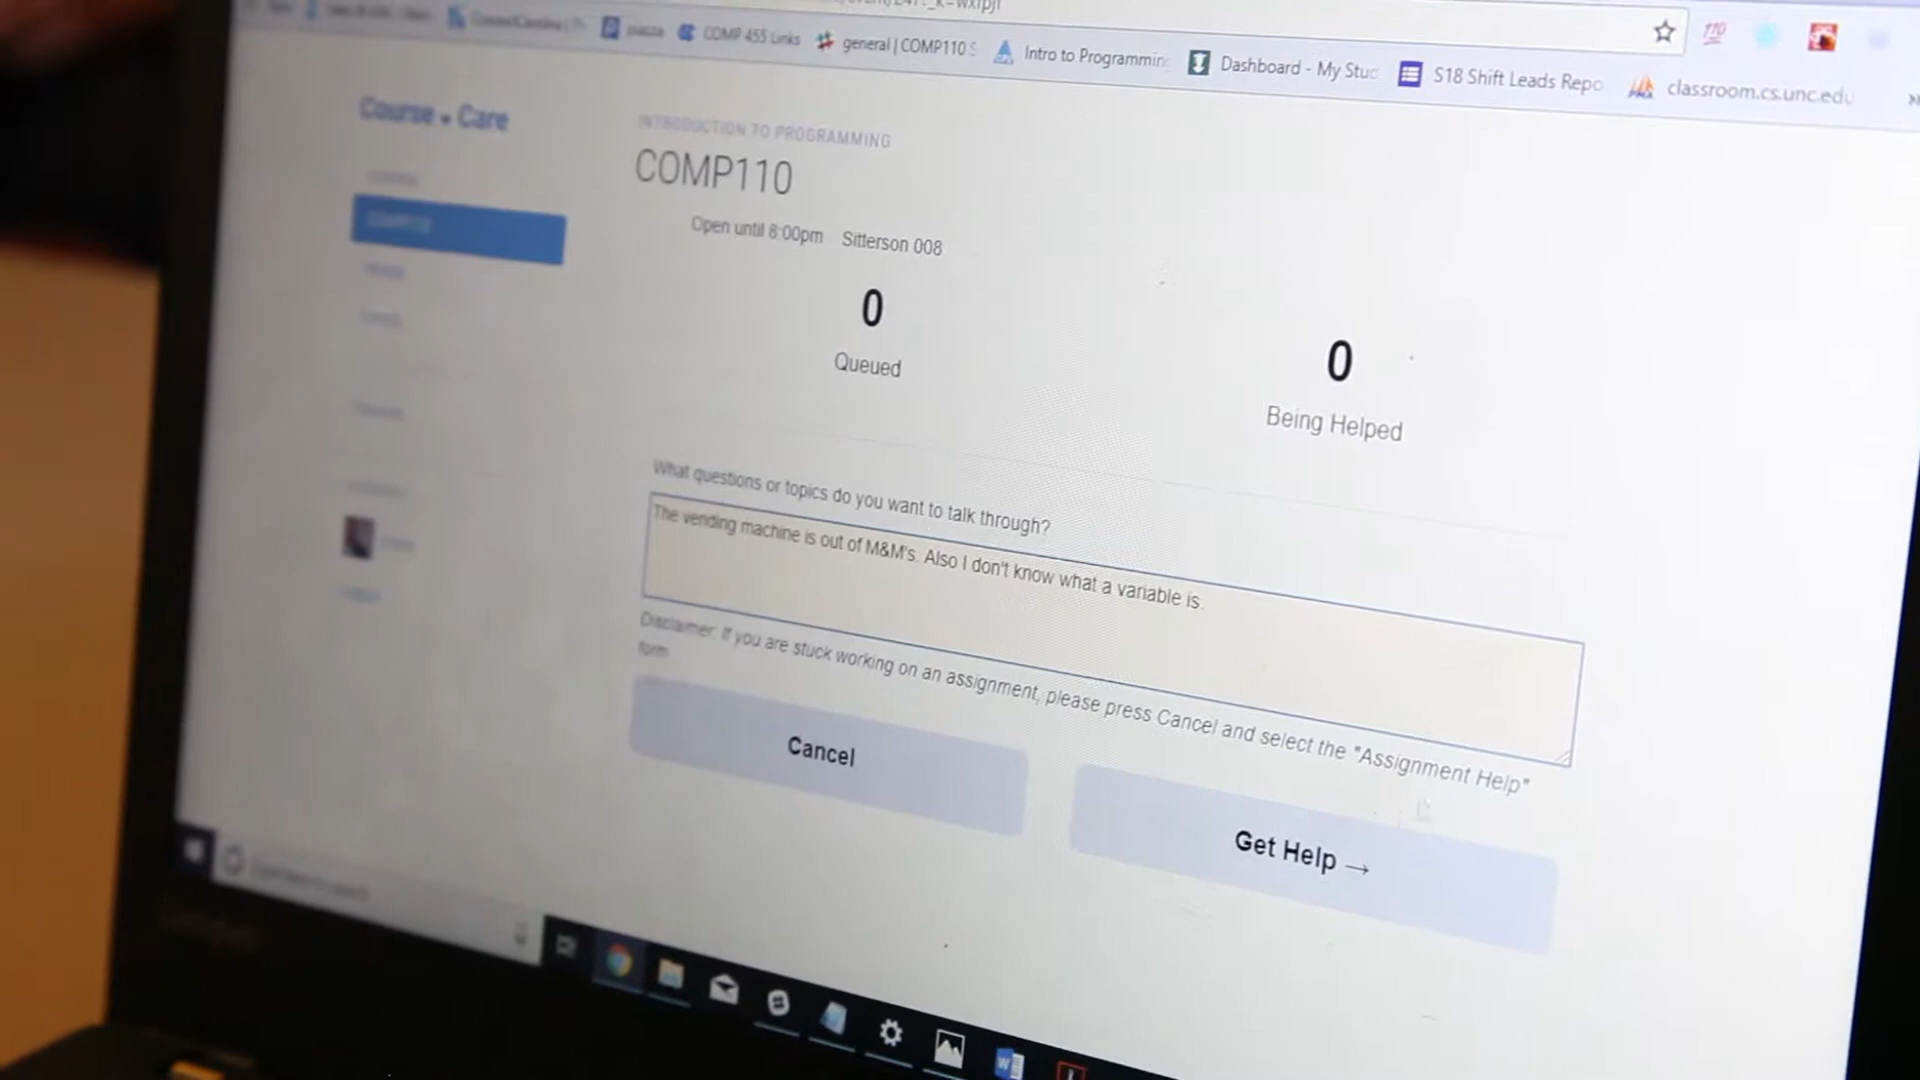 piazza
COMP 455 Links
general | COMP110 S
Intro to Programming
Dashboard - My Stuc
S18 Shift Leads Repo
classroom.cs.unc.edu
Course Care
INTRODUCTION TO PROGRAMMING
COMP110
Open until 8:00pm Sitterson 008
0
Queued
0
Being Helped
What questions or topics do you want to talk through?
The vending machine is out of M&M's. Also I don't know what a variable is.
Disclaimer: If you are stuck working on an assignment, please press Cancel and select the "Assignment Help"
form
Cancel
Get Help →